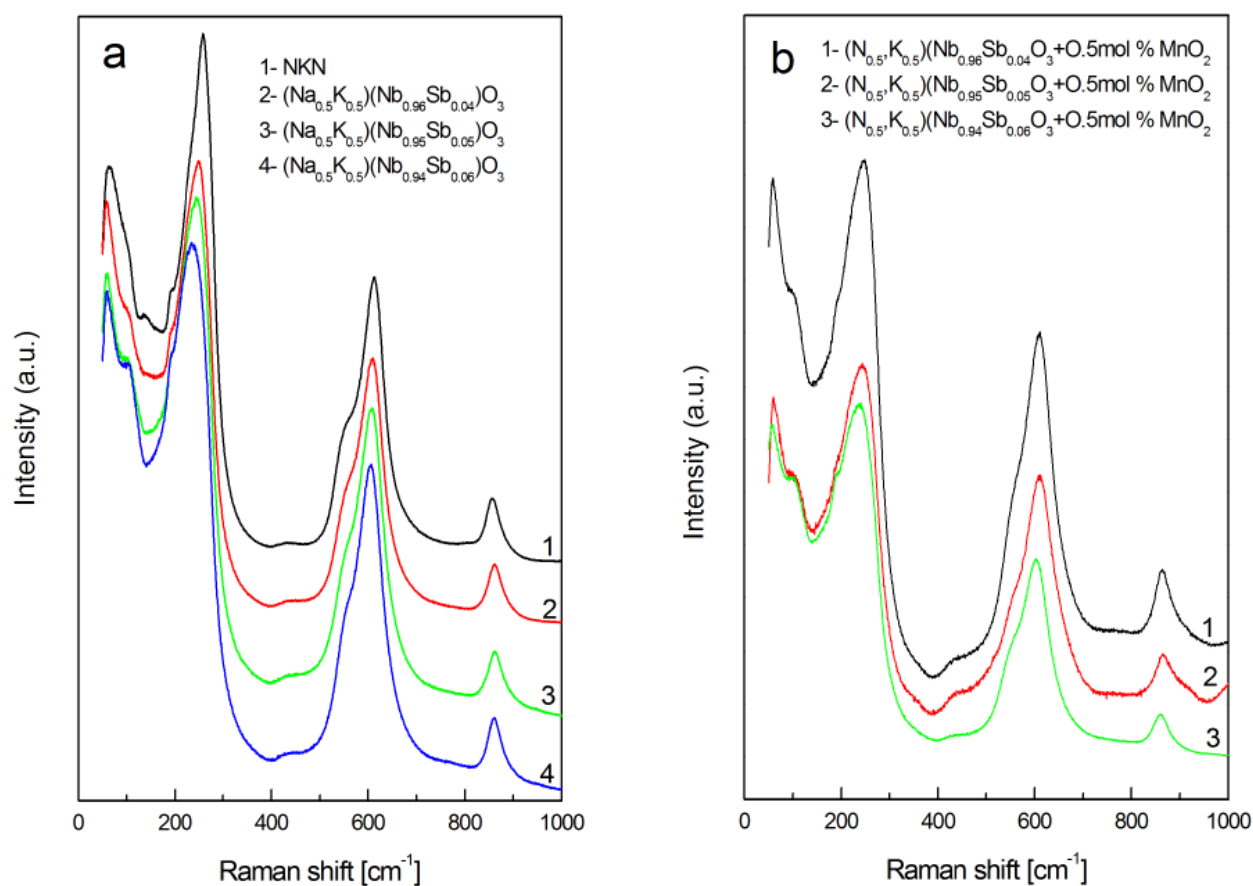 a
1- NKN
2- (Na₀.₅K₀.₅)(Nb₀.₉₆Sb₀.₀₄)O₃
3- (Na₀.₅K₀.₅)(Nb₀.₉₅Sb₀.₀₅)O₃
4- (Na₀.₅K₀.₅)(Nb₀.₉₄Sb₀.₀₆)O₃
Intensity (a.u.)
1
2
3
4
0 200 400 600 800 1000
Raman shift [cm⁻¹]
b
1- (N₀.₅,K₀.₅)(Nb₀.₉₆Sb₀.₀₄O₃+O.5mol % MnO₂
2- (N₀.₅,K₀.₅)(Nb₀.₉₅Sb₀.₀₅O₃+O.5mol % MnO₂
3- (N₀.₅,K₀.₅)(Nb₀.₉₄Sb₀.₀₆O₃+O.5mol % MnO₂
Intensity (a.u.)
1
2
3
0 200 400 600 800 1000
Raman shift [cm⁻¹]